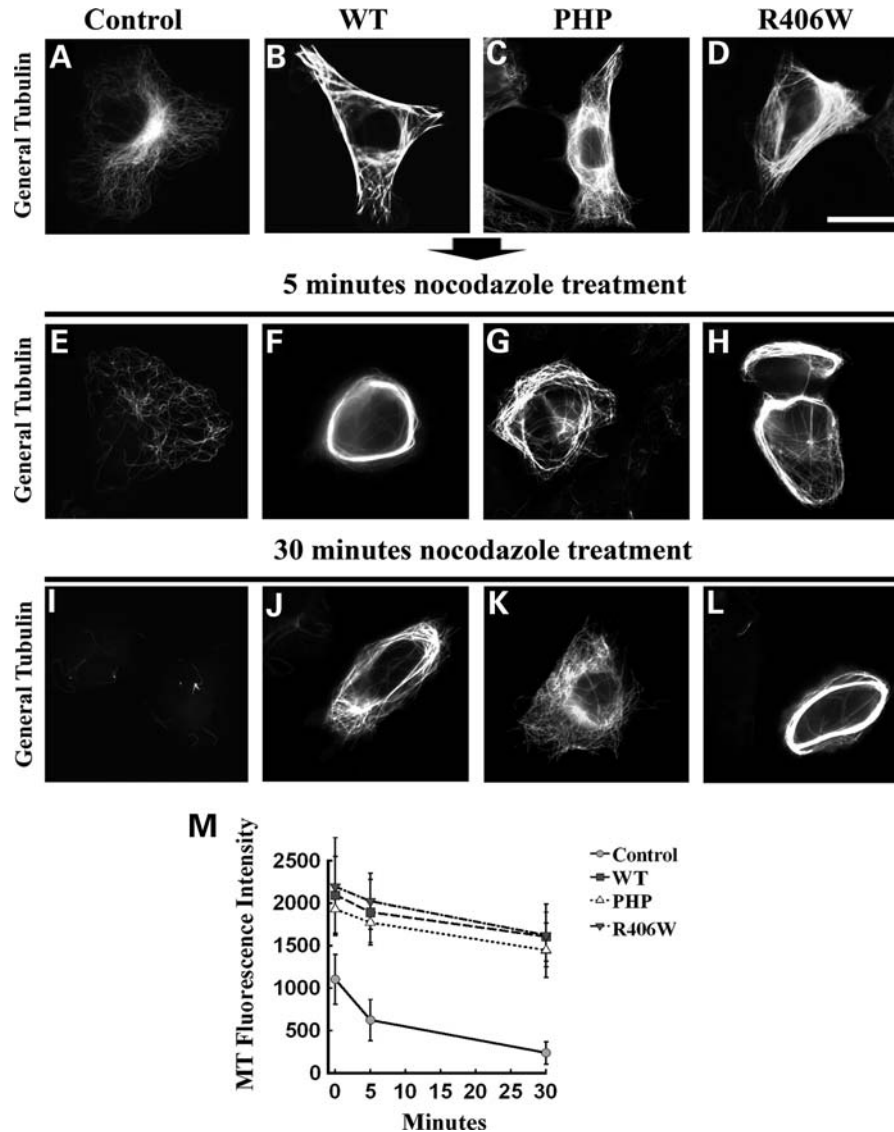 Control WT PHP R406W
General Tubulin
A B C D
5 minutes nocodazole treatment
General Tubulin
E F G H
30 minutes nocodazole treatment
General Tubulin
I J K L
M
MT Fluorescence Intensity
2500
2000
1500
1000
500
0
0 5 10 15 20 25 30
Minutes
Control
WT
PHP
R406W